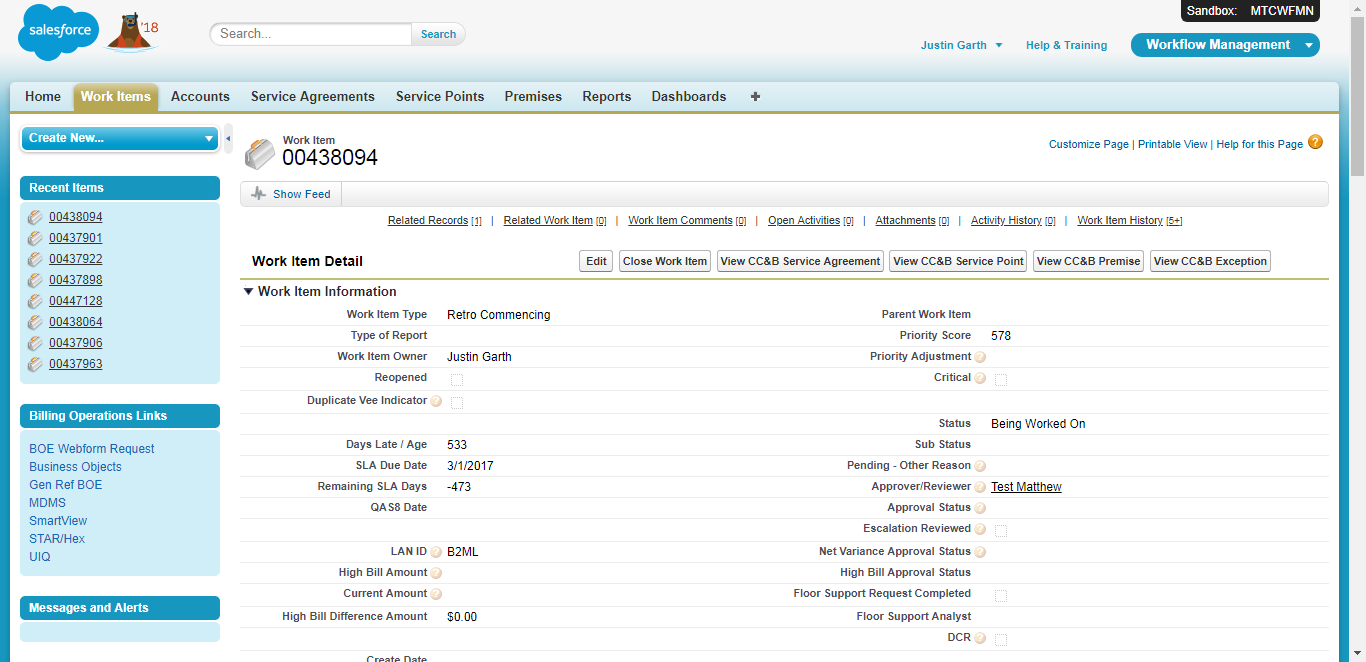 Sandbox: MTCWFMN
salesforce
'18
Search...
Search
Justin Garth
Help & Training
Workflow Management
Home
Work Items
Accounts
Service Agreements
Service Points
Premises
Reports
Dashboards
+
Create New...
Work Item
00438094
Customize Page | Printable View | Help for this Page ?
Recent Items
00438094
00437901
00437922
00437898
00447128
00438064
00437906
00437963
Billing Operations Links
BOE Webform Request
Business Objects
Gen Ref BOE
MDMS
SmartView
STAR/Hex
UIQ
Messages and Alerts
Show Feed
Related Records [1] | Related Work Item [0] | Work Item Comments [0] | Open Activities [0] | Attachments [0] | Activity History [0] | Work Item History [5+]
Work Item Detail
Edit
Close Work Item
View CC&B Service Agreement
View CC&B Service Point
View CC&B Premise
View CC&B Exception
Work Item Information
Work Item Type Retro Commencing
Parent Work Item
Type of Report
Priority Score 578
Work Item Owner Justin Garth
Priority Adjustment ?
Reopened
Critical ?
Duplicate Vee Indicator ?
Status Being Worked On
Days Late / Age 533
Sub Status
SLA Due Date 3/1/2017
Pending - Other Reason ?
Remaining SLA Days -473
Approver/Reviewer ? Test Matthew
QAS8 Date
Approval Status ?
Escalation Reviewed ?
LAN ID ? B2ML
Net Variance Approval Status ?
High Bill Amount ?
High Bill Approval Status
Current Amount ?
Floor Support Request Completed
High Bill Difference Amount $0.00
Floor Support Analyst
DCR ?
Create Date